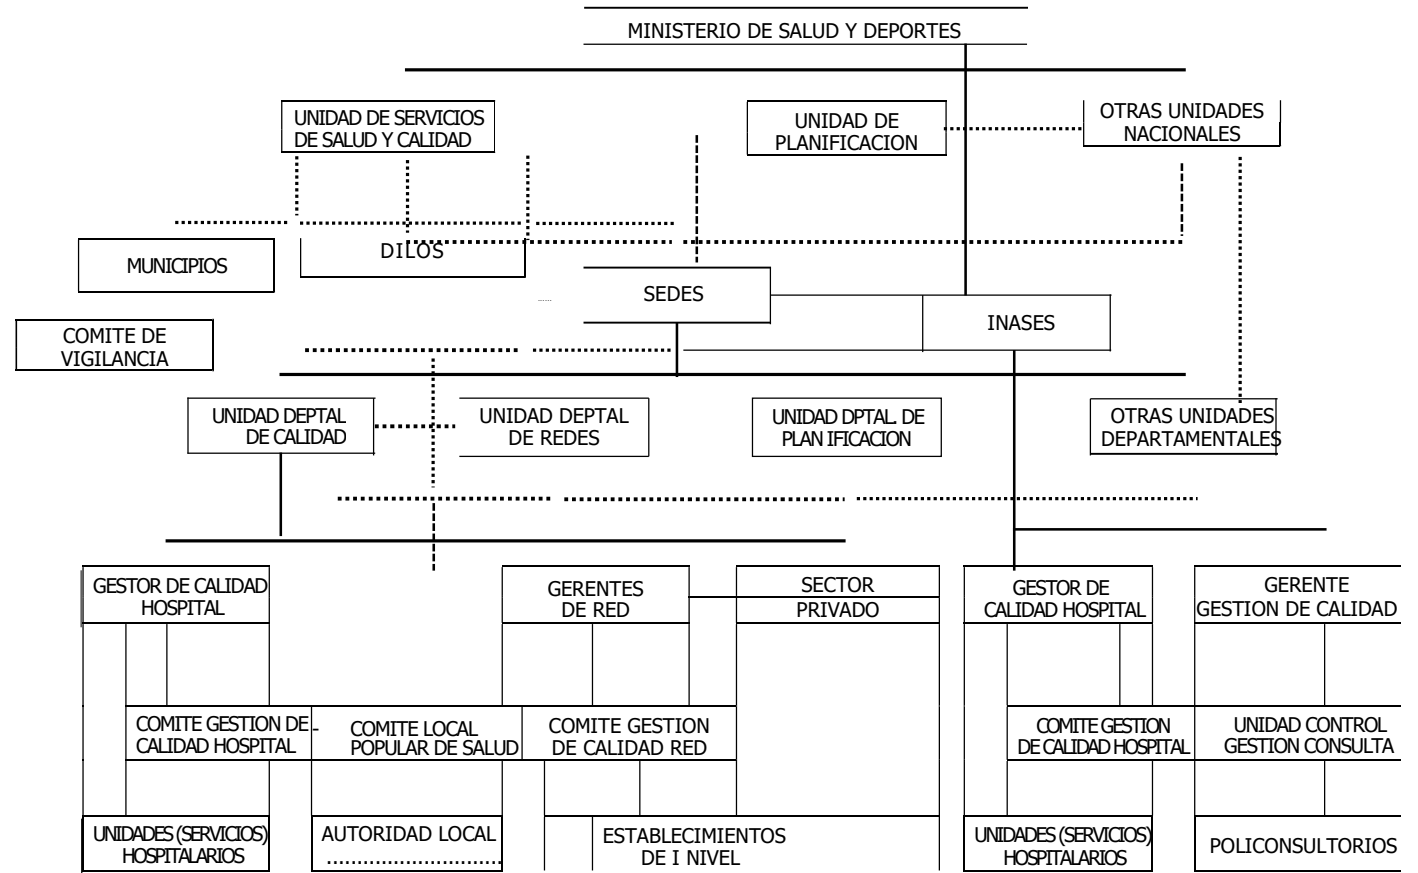 MINISTERIO DE SALUD Y DEPORTES
UNIDAD DE SERVICIOS
DE SALUD Y CALIDAD
UNIDAD DE
PLANIFICACION
OTRAS UNIDADES
NACIONALES
MUNICIPIOS
DILOS
SEDES
INASES
COMITE DE
VIGILANCIA
UNIDAD DEPTAL
DE CALIDAD
UNIDAD DEPTAL
DE REDES
UNIDAD DPTAL. DE
PLAN IFICACION
OTRAS UNIDADES
DEPARTAMENTALES
GESTOR DE CALIDAD
HOSPITAL
GERENTES
DE RED
SECTOR
PRIVADO
GESTOR DE
CALIDAD HOSPITAL
GERENTE
GESTION DE CALIDAD
COMITE GESTION DE
CALIDAD HOSPITAL
COMITE LOCAL
POPULAR DE SALUD
COMITE GESTION
DE CALIDAD RED
COMITE GESTION
DE CALIDAD HOSPITAL
UNIDAD CONTROL
GESTION CONSULTA
UNIDADES (SERVICIOS)
HOSPITALARIOS
AUTORIDAD LOCAL
ESTABLECIMIENTOS
DE I NIVEL
UNIDADES (SERVICIOS)
HOSPITALARIOS
POLICONSULTORIOS